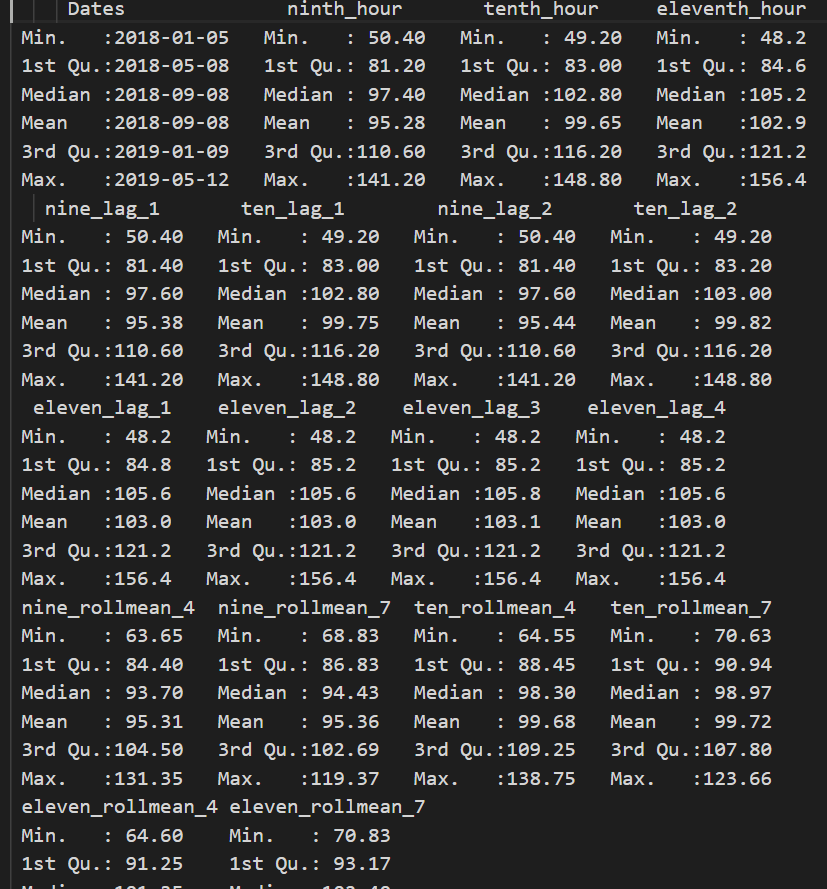 Dates ninth_hour tenth_hour eleventh_hour
Min. :2018-01-05 Min. : 50.40 Min. : 49.20 Min. : 48.2
1st Qu.:2018-05-08 1st Qu.: 81.20 1st Qu.: 83.00 1st Qu.: 84.6
Median :2018-09-08 Median : 97.40 Median :102.80 Median :105.2
Mean :2018-09-08 Mean : 95.28 Mean : 99.65 Mean :102.9
3rd Qu.:2019-01-09 3rd Qu.:110.60 3rd Qu.:116.20 3rd Qu.:121.2
Max. :2019-05-12 Max. :141.20 Max. :148.80 Max. :156.4
nine_lag_1 ten_lag_1 nine_lag_2 ten_lag_2
Min. : 50.40 Min. : 49.20 Min. : 50.40 Min. : 49.20
1st Qu.: 81.40 1st Qu.: 83.00 1st Qu.: 81.40 1st Qu.: 83.20
Median : 97.60 Median :102.80 Median : 97.60 Median :103.00
Mean : 95.38 Mean : 99.75 Mean : 95.44 Mean : 99.82
3rd Qu.:110.60 3rd Qu.:116.20 3rd Qu.:110.60 3rd Qu.:116.20
Max. :141.20 Max. :148.80 Max. :141.20 Max. :148.80
eleven_lag_1 eleven_lag_2 eleven_lag_3 eleven_lag_4
Min. : 48.2 Min. : 48.2 Min. : 48.2 Min. : 48.2
1st Qu.: 84.8 1st Qu.: 85.2 1st Qu.: 85.2 1st Qu.: 85.2
Median :105.6 Median :105.6 Median :105.8 Median :105.6
Mean :103.0 Mean :103.0 Mean :103.1 Mean :103.0
3rd Qu.:121.2 3rd Qu.:121.2 3rd Qu.:121.2 3rd Qu.:121.2
Max. :156.4 Max. :156.4 Max. :156.4 Max. :156.4
nine_rollmean_4 nine_rollmean_7 ten_rollmean_4 ten_rollmean_7
Min. : 63.65 Min. : 68.83 Min. : 64.55 Min. : 70.63
1st Qu.: 84.40 1st Qu.: 86.83 1st Qu.: 88.45 1st Qu.: 90.94
Median : 93.70 Median : 94.43 Median : 98.30 Median : 98.97
Mean : 95.31 Mean : 95.36 Mean : 99.68 Mean : 99.72
3rd Qu.:104.50 3rd Qu.:102.69 3rd Qu.:109.25 3rd Qu.:107.80
Max. :131.35 Max. :119.37 Max. :138.75 Max. :123.66
eleven_rollmean_4 eleven_rollmean_7
Min. : 64.60 Min. : 70.83
1st Qu.: 91.25 1st Qu.: 93.17